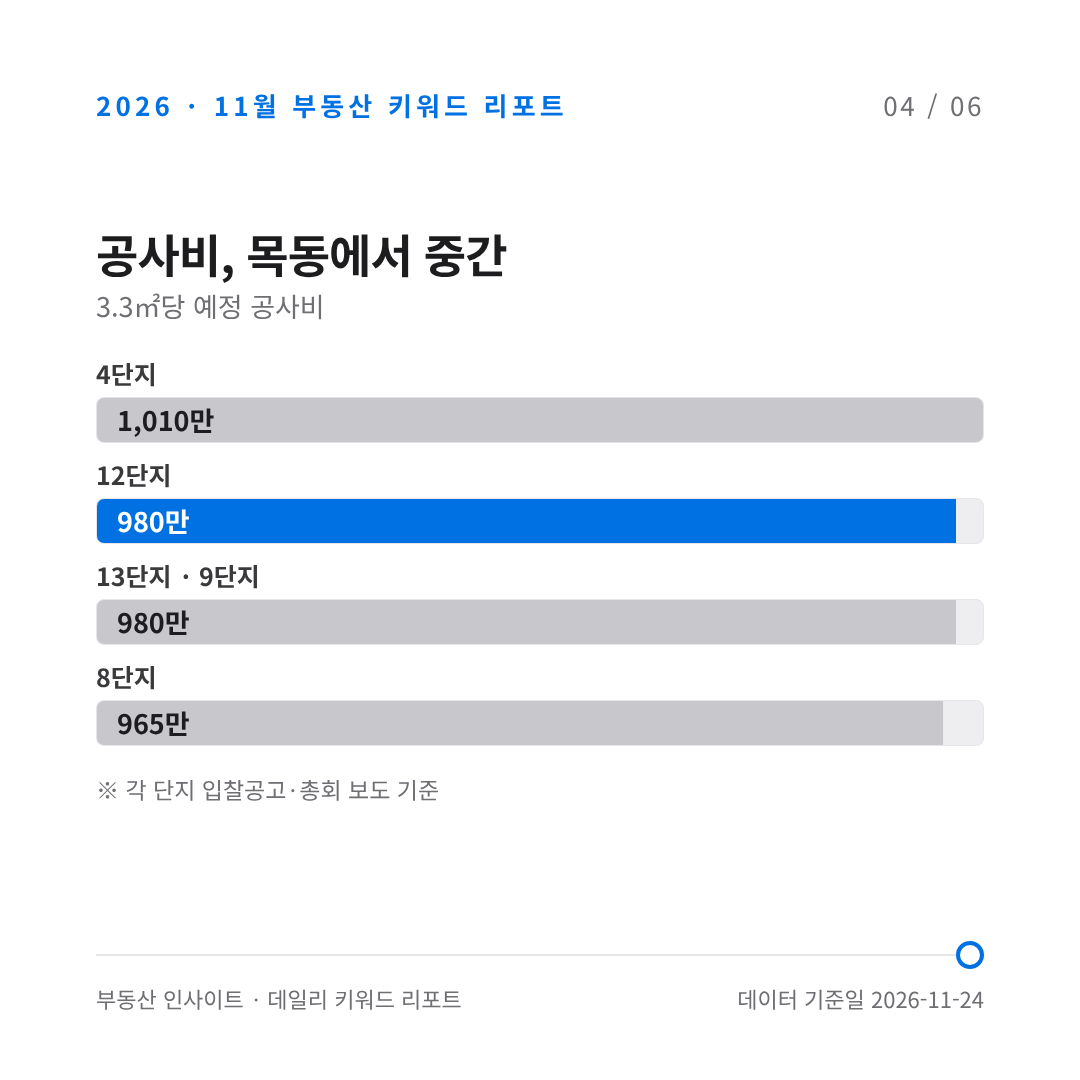 2026 · 11월 부동산 키워드 리포트
04 / 06
공사비, 목동에서 중간
3.3㎡당 예정 공사비
4단지
1,010만
12단지
980만
13단지 · 9단지
980만
8단지
965만
※ 각 단지 입찰공고·총회 보도 기준
부동산 인사이트 · 데일리 키워드 리포트
데이터 기준일 2026-11-24